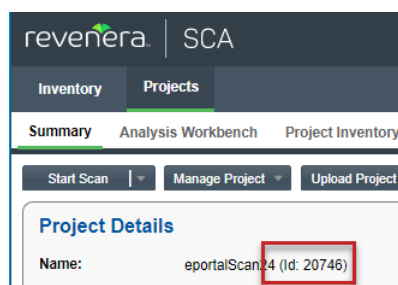 revenera. SCA
Inventory Projects
Summary Analysis Workbench Project Inventory
Start Scan Manage Project Upload Project
Project Details
Name: eportalScan24 (Id: 20746)